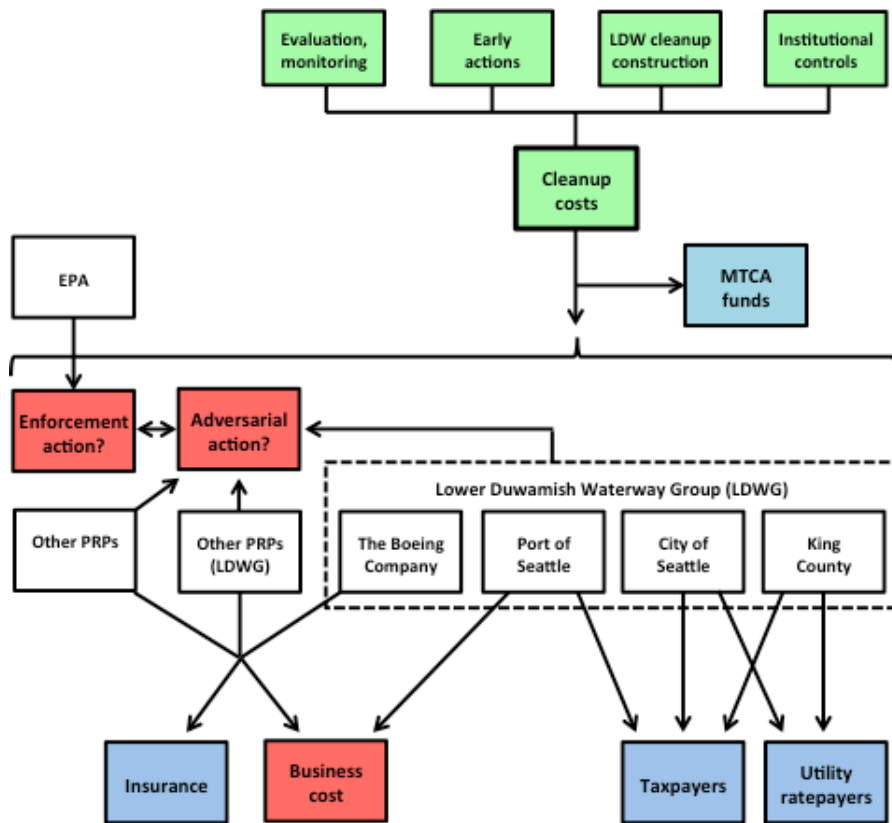 Evaluation,
monitoring
Early
actions
LDW cleanup
construction
Institutional
controls
Cleanup
costs
EPA
MTCA
funds
Enforcement
action?
Adversarial
action?
Lower Duwamish Waterway Group (LDWG)
Other PRPs
Other PRPs
(LDWG)
The Boeing
Company
Port of
Seattle
City of
Seattle
King
County
Insurance
Business
cost
Taxpayers
Utility
ratepayers